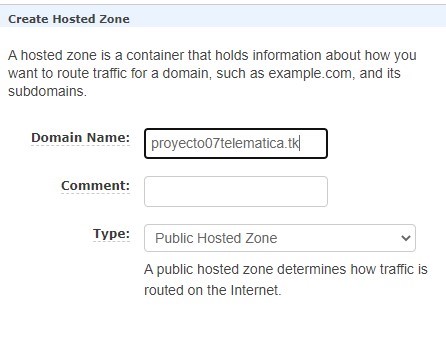 Create Hosted Zone
A hosted zone is a container that holds information about how you
want to route traffic for a domain, such as example.com, and its
subdomains.
Domain Name: proyecto07telematica.tk
Comment:
Type: Public Hosted Zone
A public hosted zone determines how traffic is
routed on the Internet.